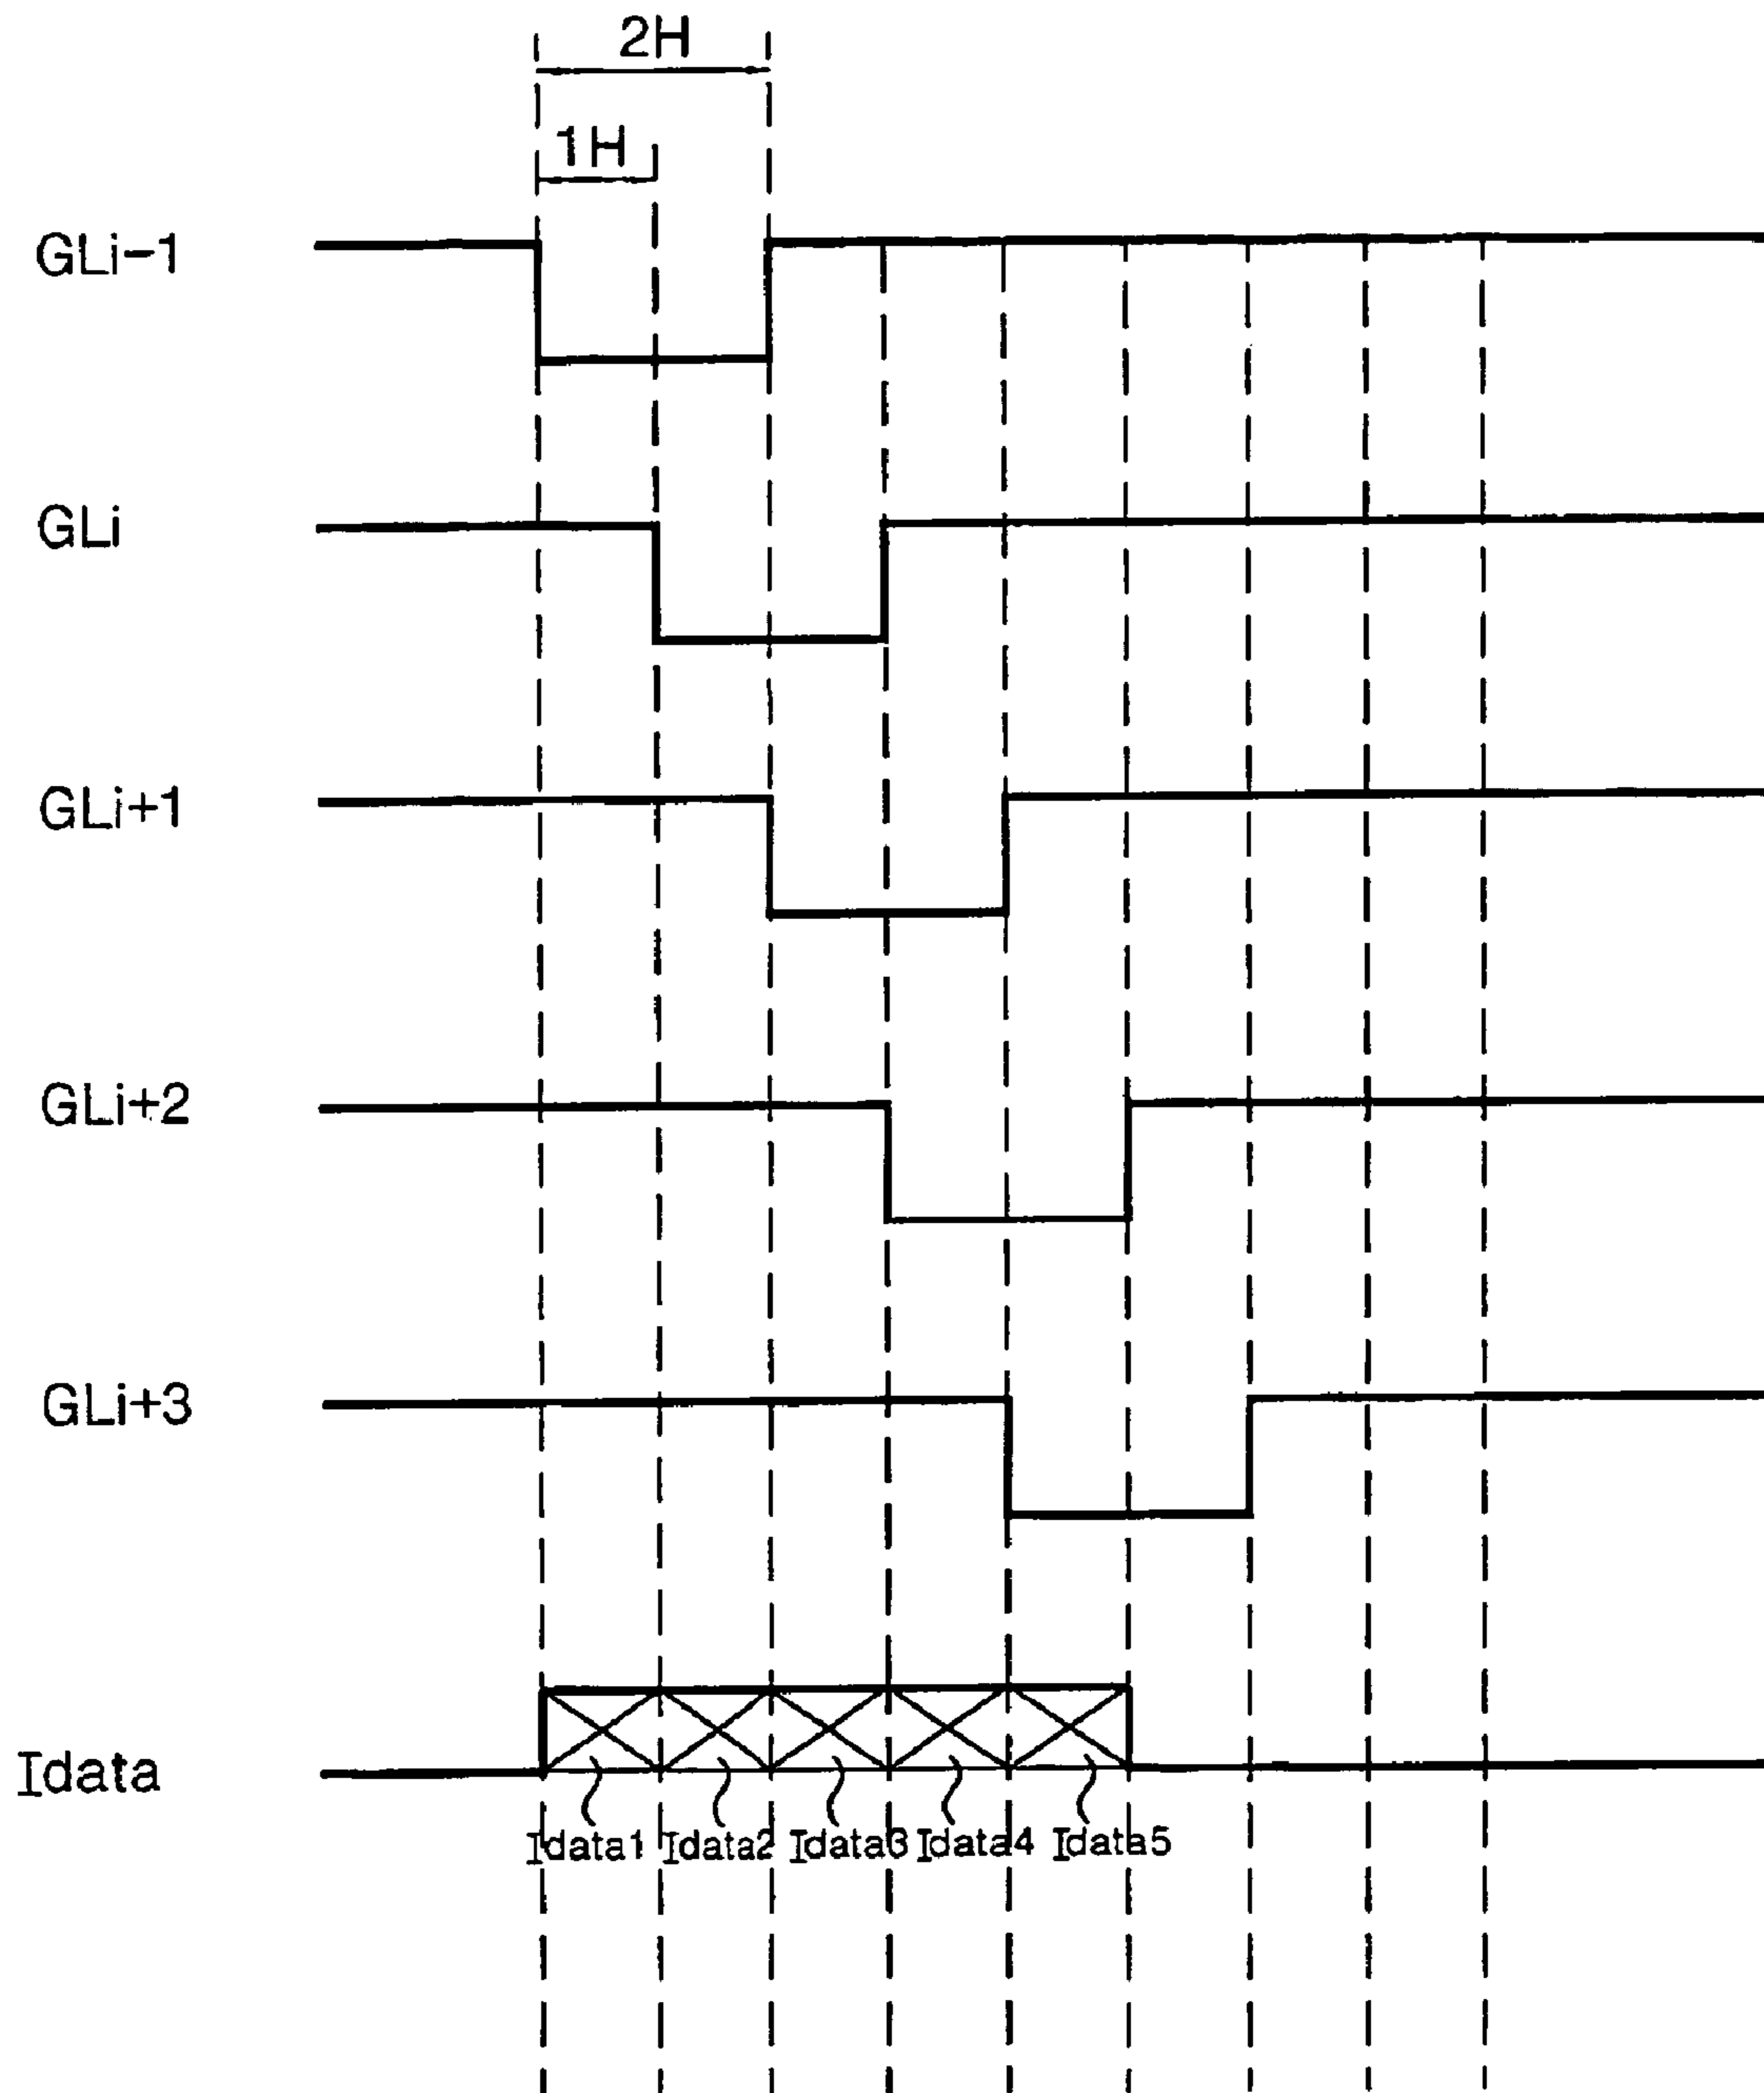 2H
1H
GLi-1
GLi
GLi+1
GLi+2
GLi+3
Idata
Idata1 Idata2 Idata3 Idata4 Idata5